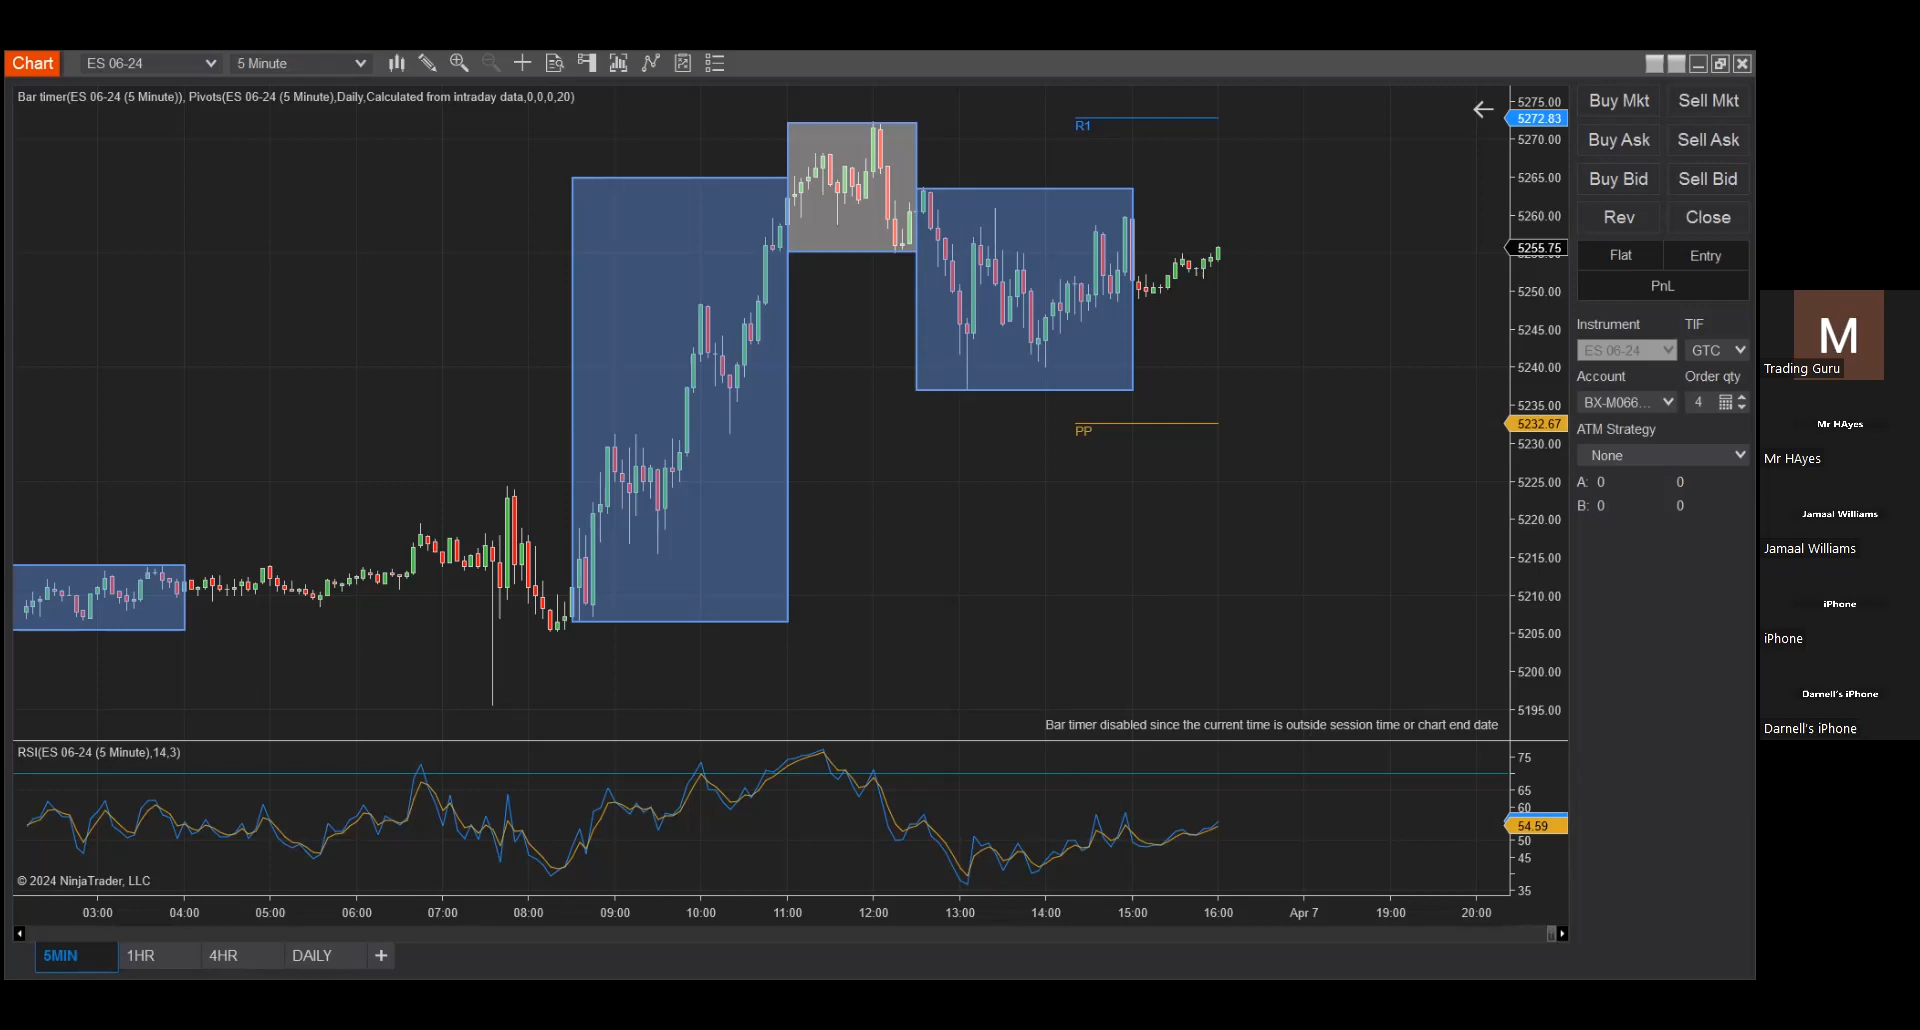 Chart ES 06-24 5 Minute
Bar timer(ES 06-24 (5 Minute)), Pivots(ES 06-24 (5 Minute),Daily,Calculated from intraday data,0,0,0,20)
R1
PP
5275.00
5272.83
5270.00
5265.00
5260.00
5255.75
5250.00
5245.00
5240.00
5235.00
5232.67
5230.00
5225.00
5220.00
5215.00
5210.00
5205.00
5200.00
5195.00
Bar timer disabled since the current time is outside session time or chart end date
RSI(ES 06-24 (5 Minute),14,3)
75
65
60
54.59
50
45
35
© 2024 NinjaTrader, LLC
03:00 04:00 05:00 06:00 07:00 08:00 09:00 10:00 11:00 12:00 13:00 14:00 15:00 16:00 Apr 7 19:00 20:00
5MIN 1HR 4HR DAILY +
Buy Mkt Sell Mkt
Buy Ask Sell Ask
Buy Bid Sell Bid
Rev Close
Flat Entry
PnL
Instrument TIF
ES 06-24 GTC
Account Order qty
BX-M066... 4
ATM Strategy
None
A: 0 0
B: 0 0
M
Trading Guru
Mr HAyes
Mr HAyes
Jamaal Williams
Jamaal Williams
iPhone
iPhone
Darnell's iPhone
Darnell's iPhone